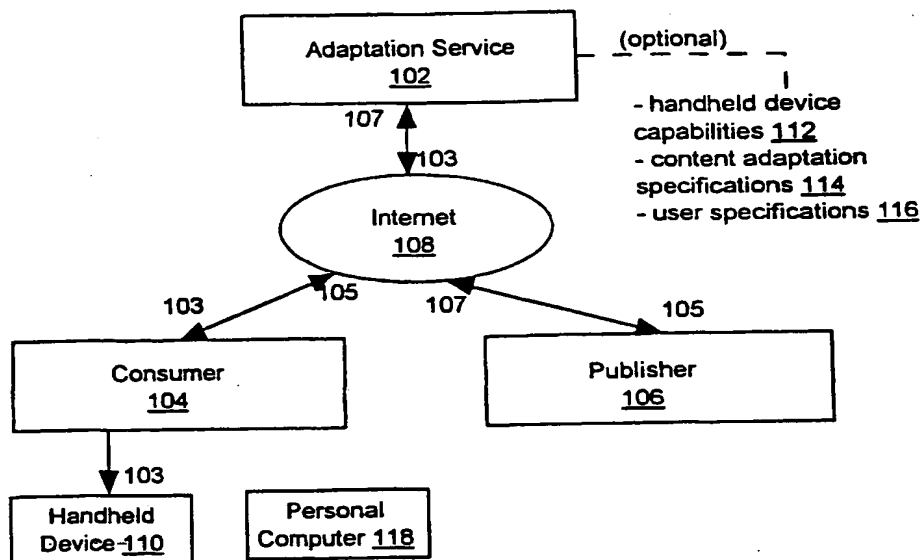 Adaptation Service
102
(optional)
107
- handheld device
capabilities 112
- content adaptation
specifications 114
- user specifications 116
103
Internet
108
103
105
107
105
Consumer
104
Publisher
106
103
Handheld
Device 110
Personal
Computer 118